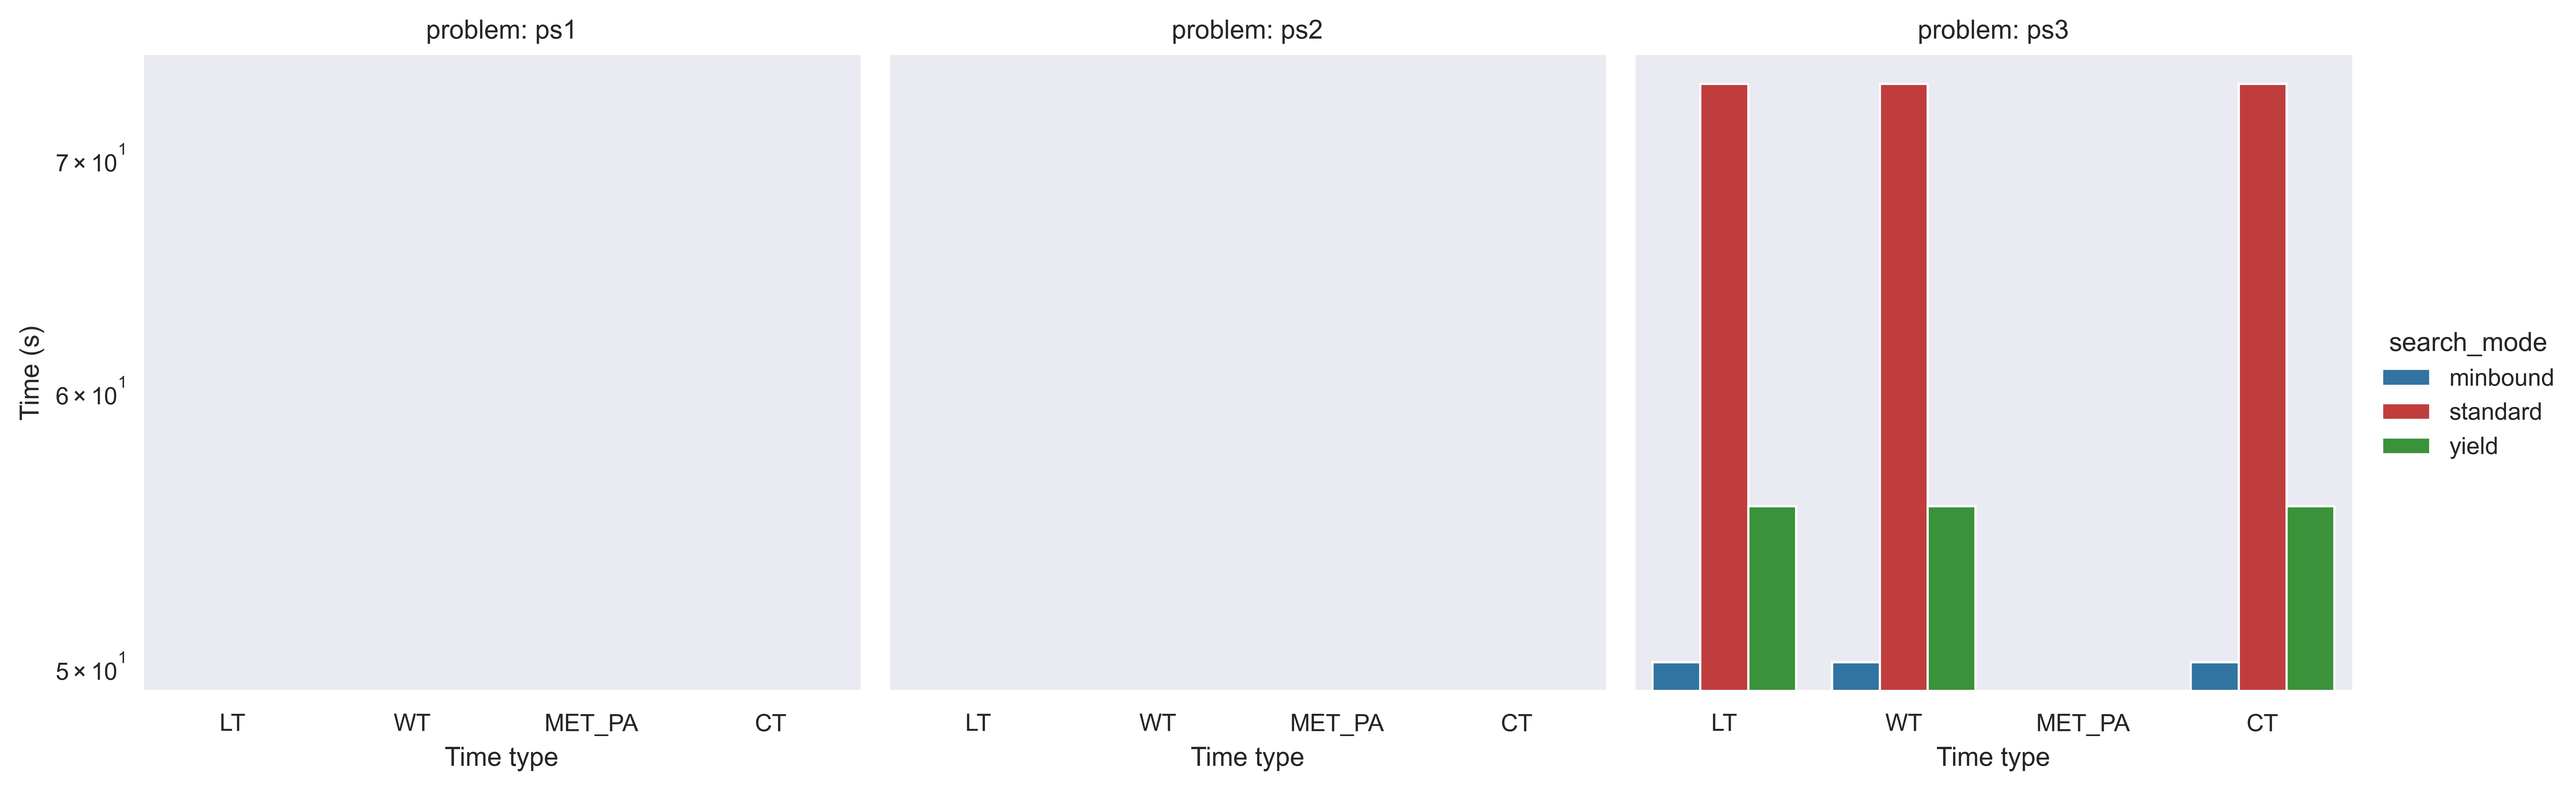 problem: ps1
problem: ps2
problem: ps3
Time (s)
7 × 10¹
6 × 10¹
5 × 10¹
LT WT MET_PA CT
LT WT MET_PA CT
LT WT MET_PA CT
Time type
Time type
Time type
search_mode
minbound
standard
yield